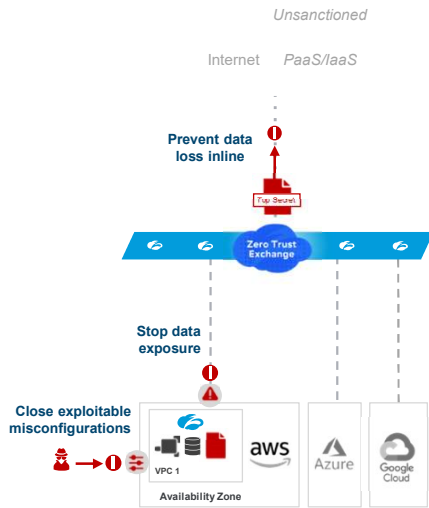 Unsanctioned
Internet PaaS/IaaS
Prevent data
loss inline
Top Secret
Zero Trust
Exchange
Stop data
exposure
Close exploitable
misconfigurations
VPC 1
aws
Azure
Google
Cloud
Availability Zone